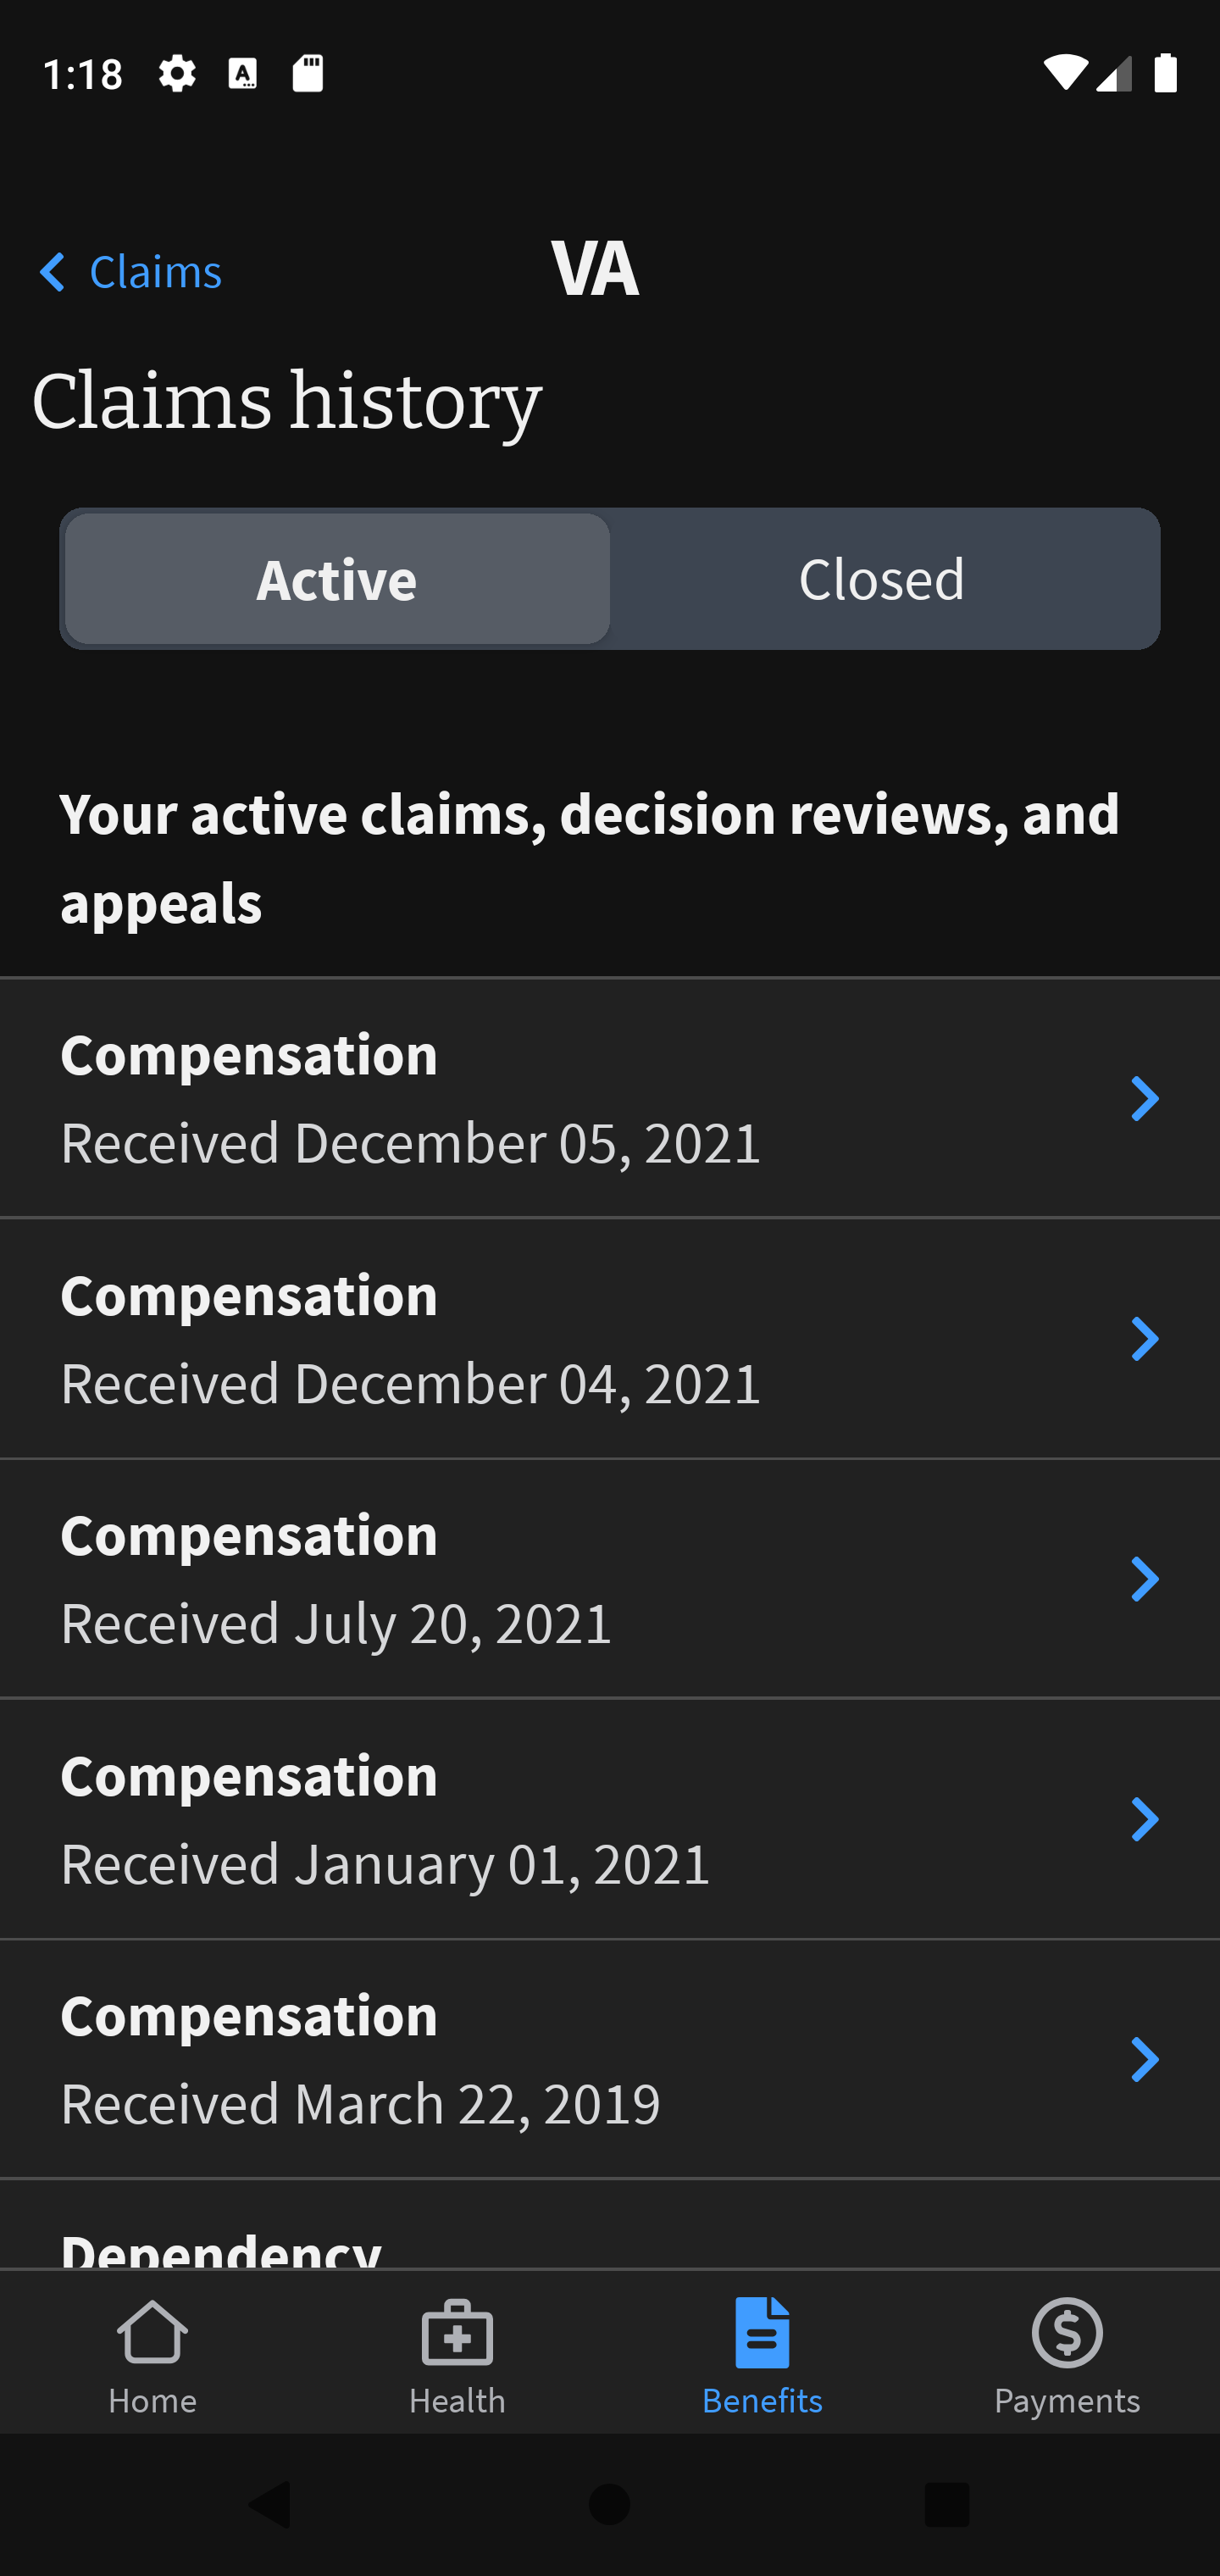 1:18
Claims
VA
Claims history
Active
Closed
Your active claims, decision reviews, and
appeals
Compensation
Received December 05, 2021
Compensation
Received December 04, 2021
Compensation
Received July 20, 2021
Compensation
Received January 01, 2021
Compensation
Received March 22, 2019
Dependency
Home
Health
Benefits
Payments